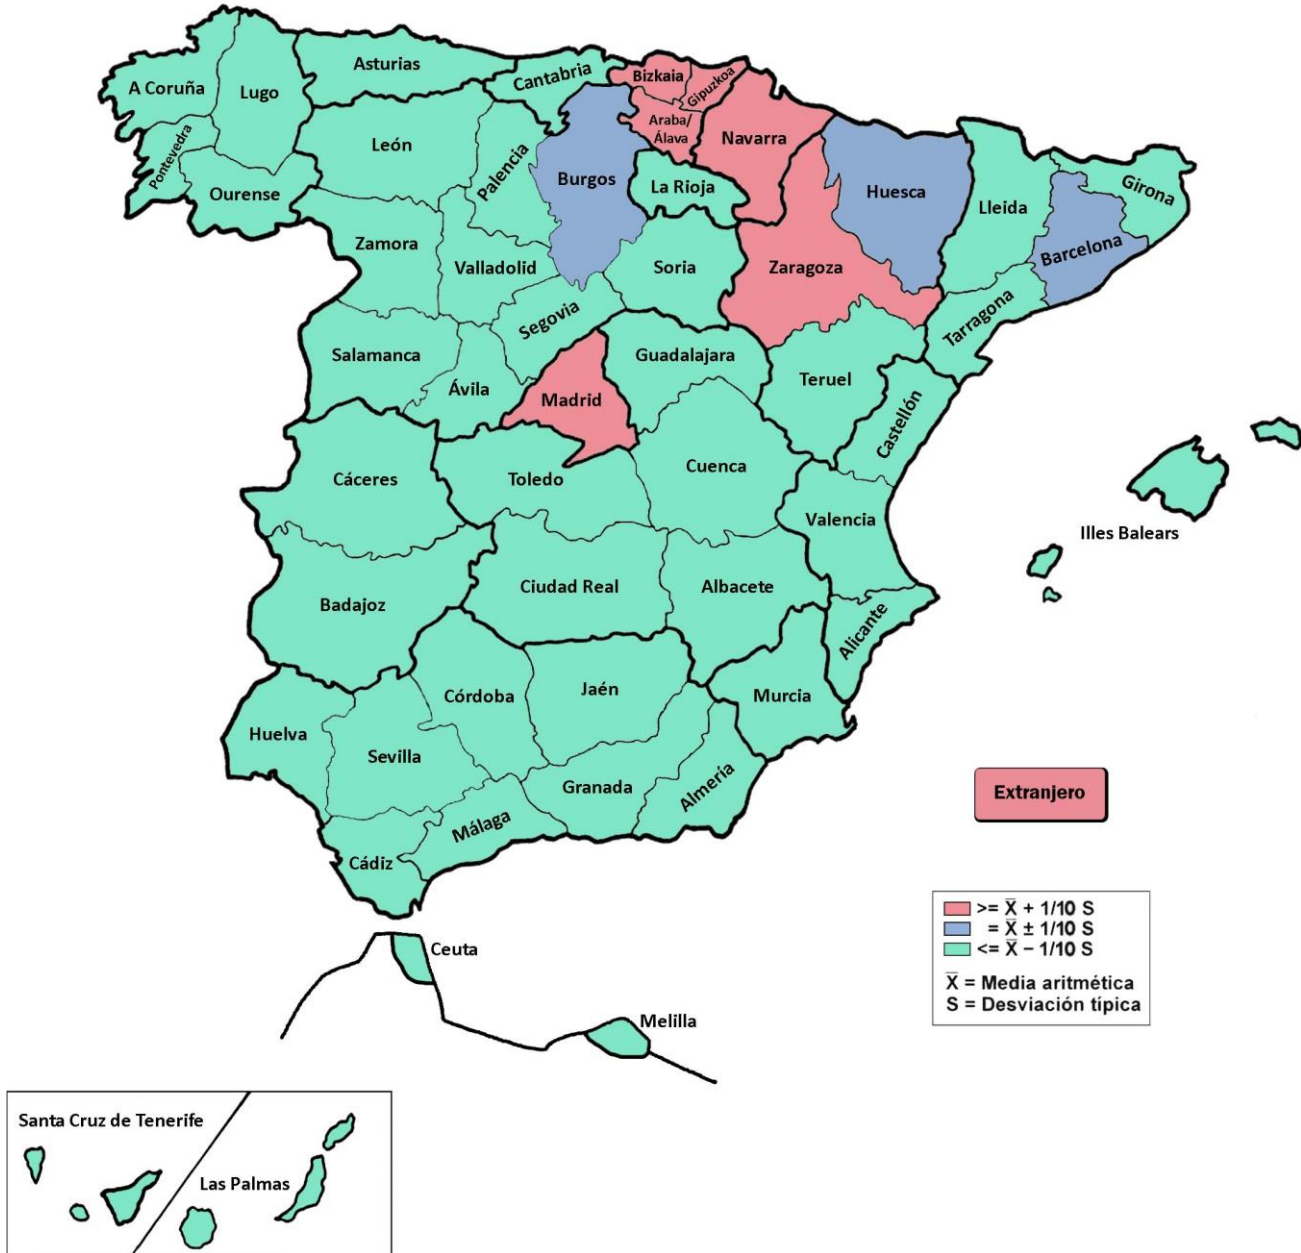 A Coruña
Lugo
Asturias
Cantabria
Bizkaia
Gipuzkoa
Araba/
Álava
Navarra
Pontevedra
Ourense
León
Palencia
Burgos
La Rioja
Huesca
Lleida
Girona
Barcelona
Zamora
Valladolid
Soria
Zaragoza
Tarragona
Segovia
Salamanca
Ávila
Madrid
Guadalajara
Teruel
Castellón
Cáceres
Toledo
Cuenca
Valencia
Illes Balears
Badajoz
Ciudad Real
Albacete
Alicante
Huelva
Sevilla
Córdoba
Jaén
Murcia
Granada
Almería
Málaga
Cádiz
Extranjero
>= X̅ + 1/10 S
= X̅ ± 1/10 S
<= X̅ – 1/10 S
X̅ = Media aritmética
S = Desviación típica
Ceuta
Melilla
Santa Cruz de Tenerife
Las Palmas